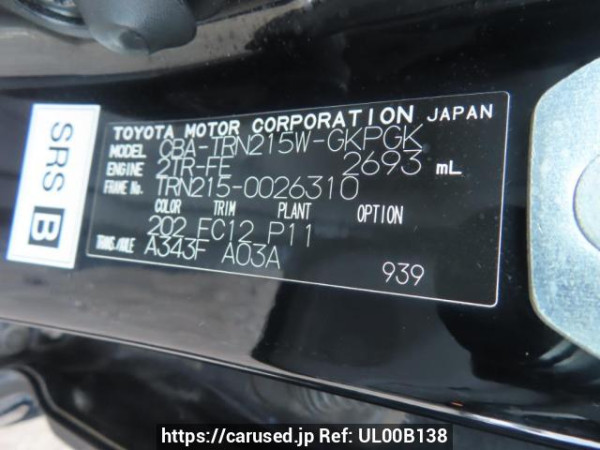 TOYOTA MOTOR CORPORATION JAPAN
MODEL CBA-TRN215W-GKPGK
ENGINE 2TR-FE 2693 mL
FRAME No. TRN215-0026310
COLOR TRIM PLANT OPTION
202 FC12 P11
TRANS/AXLE A343F A03A
939
SRS B
https://carused.jp Ref: UL00B138